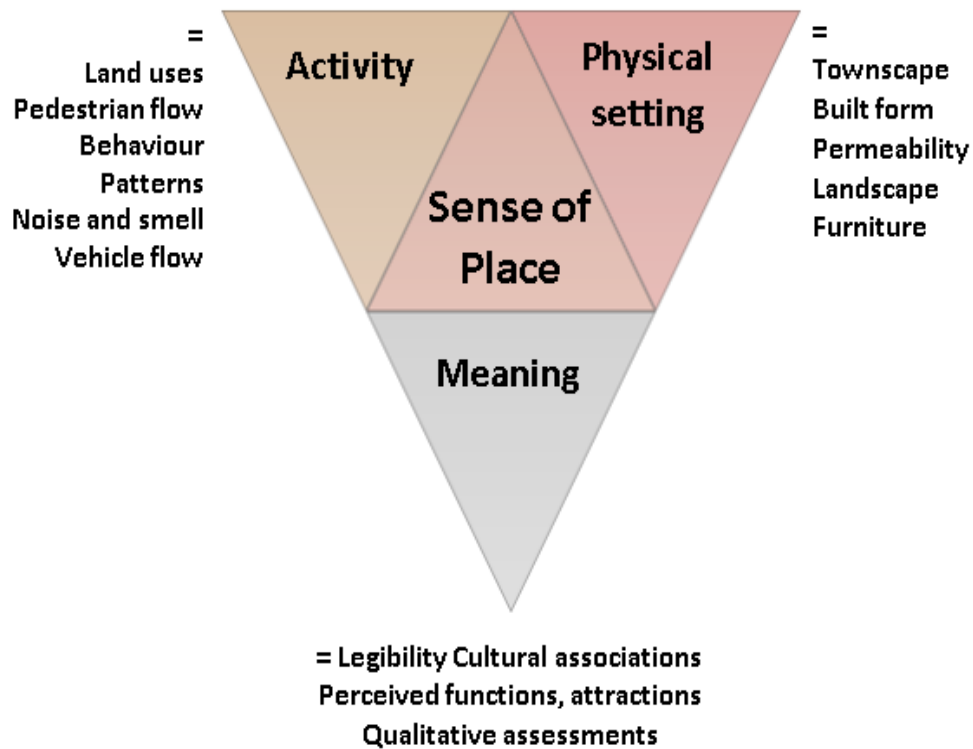 =
Land uses
Pedestrian flow
Behaviour
Patterns
Noise and smell
Vehicle flow
Activity
Physical
setting
=
Townscape
Built form
Permeability
Landscape
Furniture
Sense of
Place
Meaning
= Legibility Cultural associations
Perceived functions, attractions
Qualitative assessments